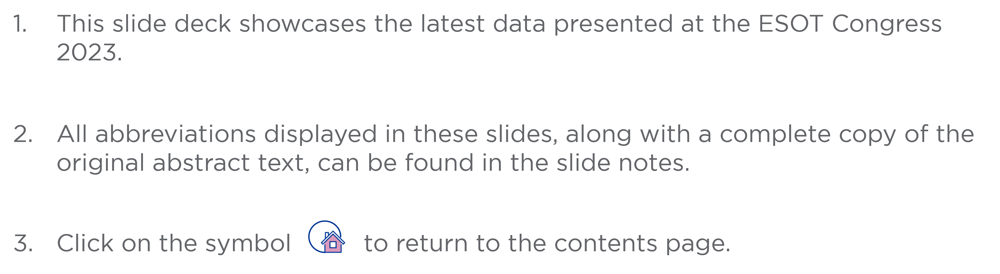 1. This slide deck showcases the latest data presented at the ESOT Congress
2023.
2. All abbreviations displayed in these slides, along with a complete copy of the
original abstract text, can be found in the slide notes.
3. Click on the symbol to return to the contents page.